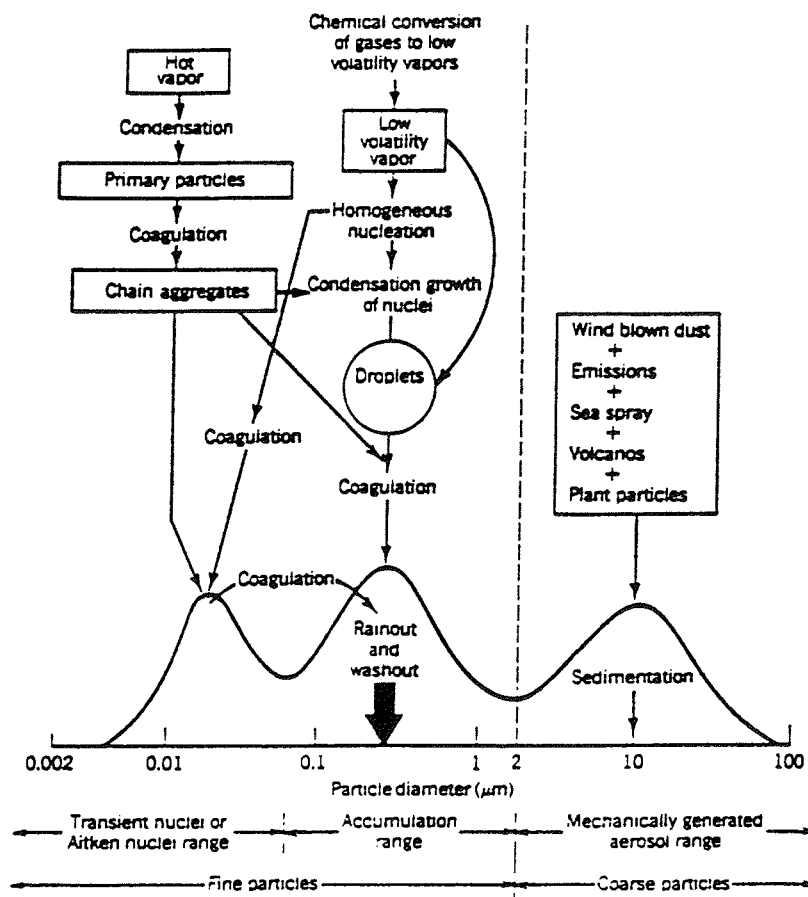 Chemical conversion
of gases to low
volatility vapors
Hot
vapor
Condensation
Low
volatility
vapor
Primary particles
Homogeneous
nucleation
Coagulation
Chain aggregates
Condensation growth
of nuclei
Wind blown dust
+
Emissions
+
Sea spray
+
Volcanos
+
Plant particles
Droplets
Coagulation
Coagulation
Coagulation
Rainout
and
washout
Sedimentation
0.002
0.01
0.1
1
2
10
100
Particle diameter (μm)
Transient nuclei or
Aitken nuclei range
Accumulation
range
Mechanically generated
aerosol range
Fine particles
Coarse particles